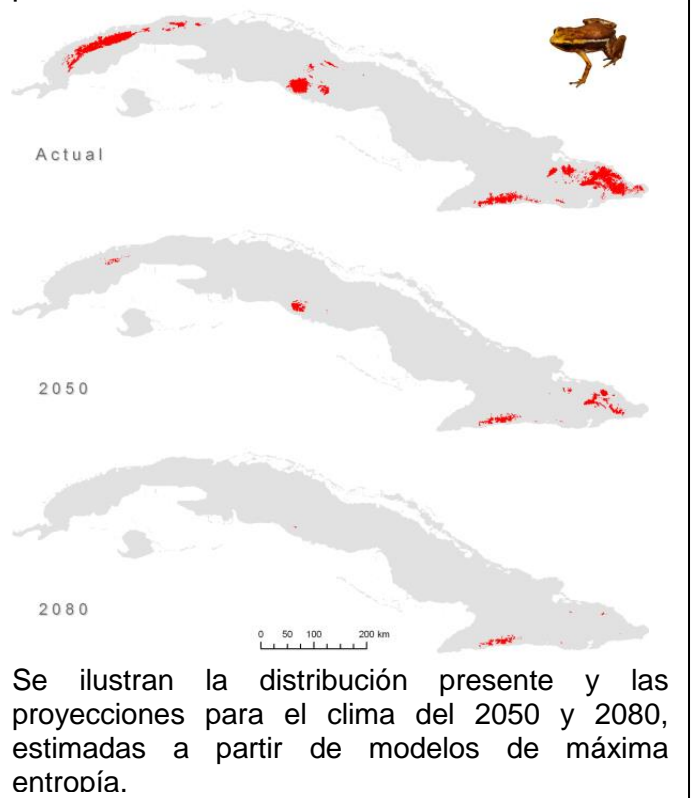 Actual
2050
2080
0 50 100 200 km
Se ilustran la distribución presente y las
proyecciones para el clima del 2050 y 2080,
estimadas a partir de modelos de máxima
entropía.